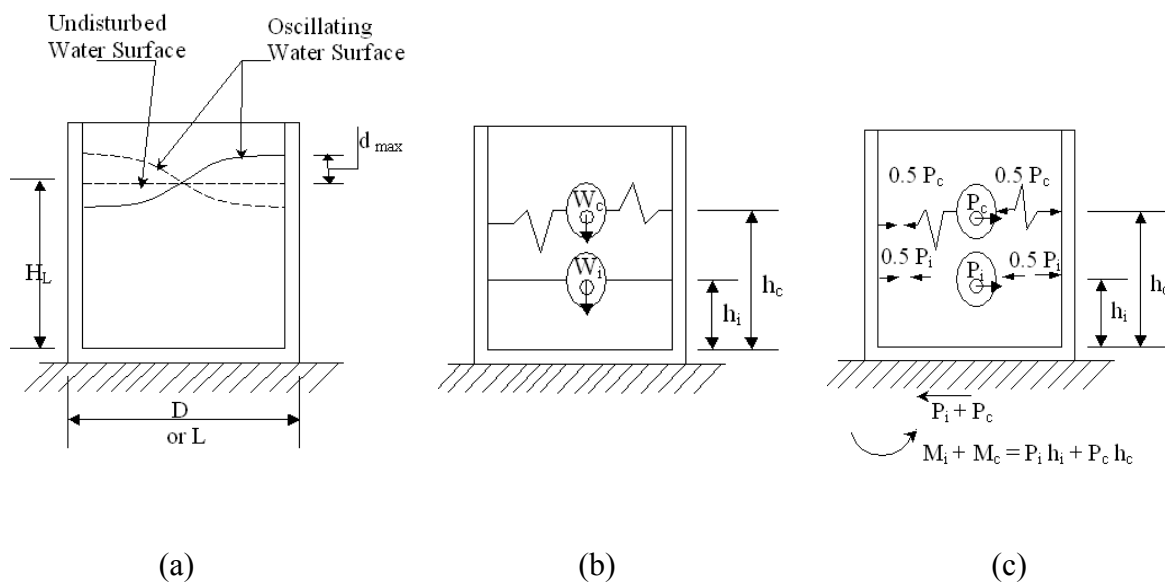 Undisturbed
Water Surface
Oscillating
Water Surface
d max
H_L
D
or L
W_c
W_i
h_c
h_i
0.5 P_c
0.5 P_c
P_c
0.5 P_i
0.5 P_i
P_i
h_c
h_i
P_i + P_c
M_i + M_c = P_i h_i + P_c h_c
(a)
(b)
(c)